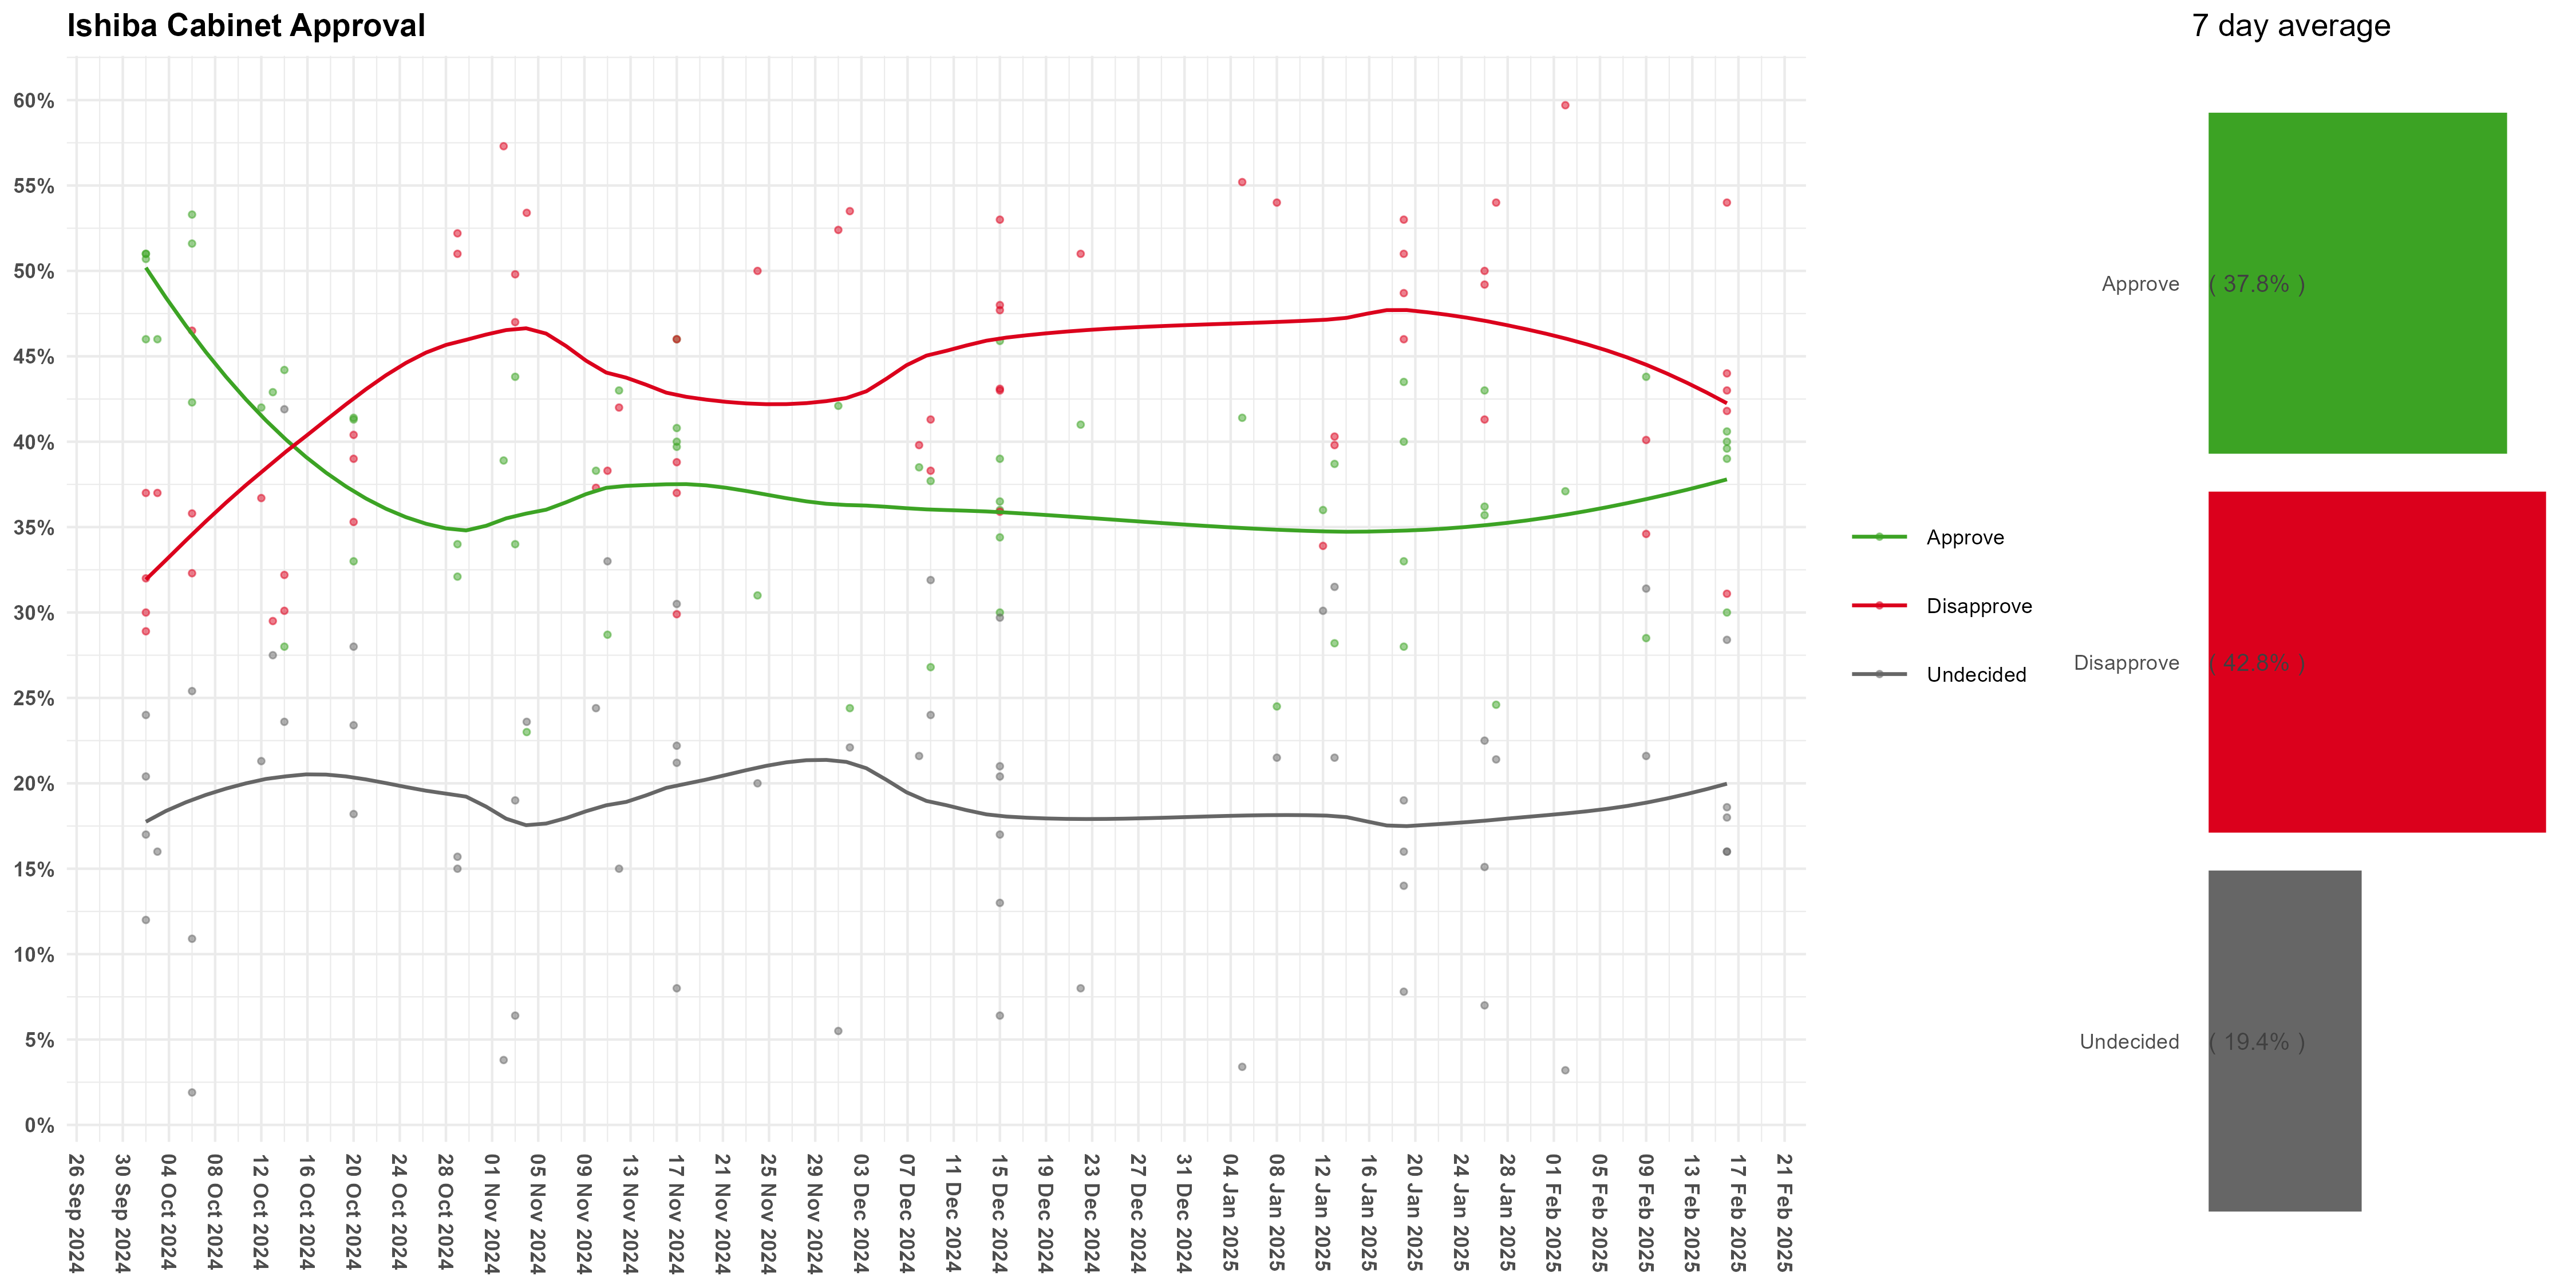 Ishiba Cabinet Approval
7 day average
60%
55%
50%
45%
40%
35%
30%
25%
20%
15%
10%
5%
0%
26 Sep 2024
30 Sep 2024
04 Oct 2024
08 Oct 2024
12 Oct 2024
16 Oct 2024
20 Oct 2024
24 Oct 2024
28 Oct 2024
01 Nov 2024
05 Nov 2024
09 Nov 2024
13 Nov 2024
17 Nov 2024
21 Nov 2024
25 Nov 2024
29 Nov 2024
03 Dec 2024
07 Dec 2024
11 Dec 2024
15 Dec 2024
19 Dec 2024
23 Dec 2024
27 Dec 2024
31 Dec 2024
04 Jan 2025
08 Jan 2025
12 Jan 2025
16 Jan 2025
20 Jan 2025
24 Jan 2025
28 Jan 2025
01 Feb 2025
05 Feb 2025
09 Feb 2025
13 Feb 2025
17 Feb 2025
21 Feb 2025
Approve
Disapprove
Undecided
Approve ( 37.8% )
Disapprove ( 42.8% )
Undecided ( 19.4% )